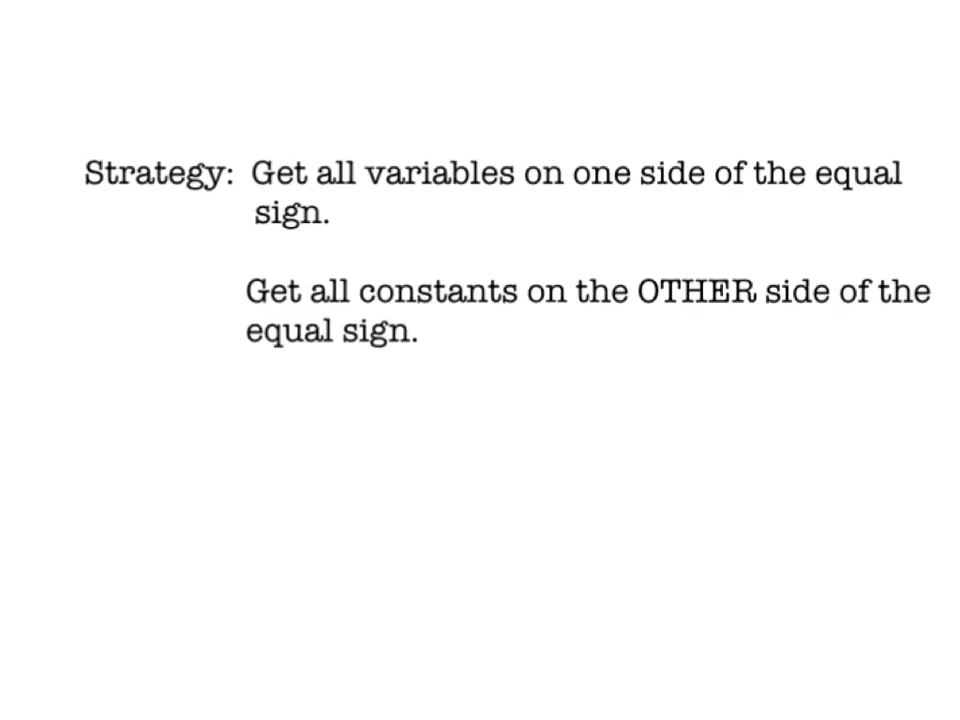 Strategy: Get all variables on one side of the equal
sign.
Get all constants on the OTHER side of the
equal sign.